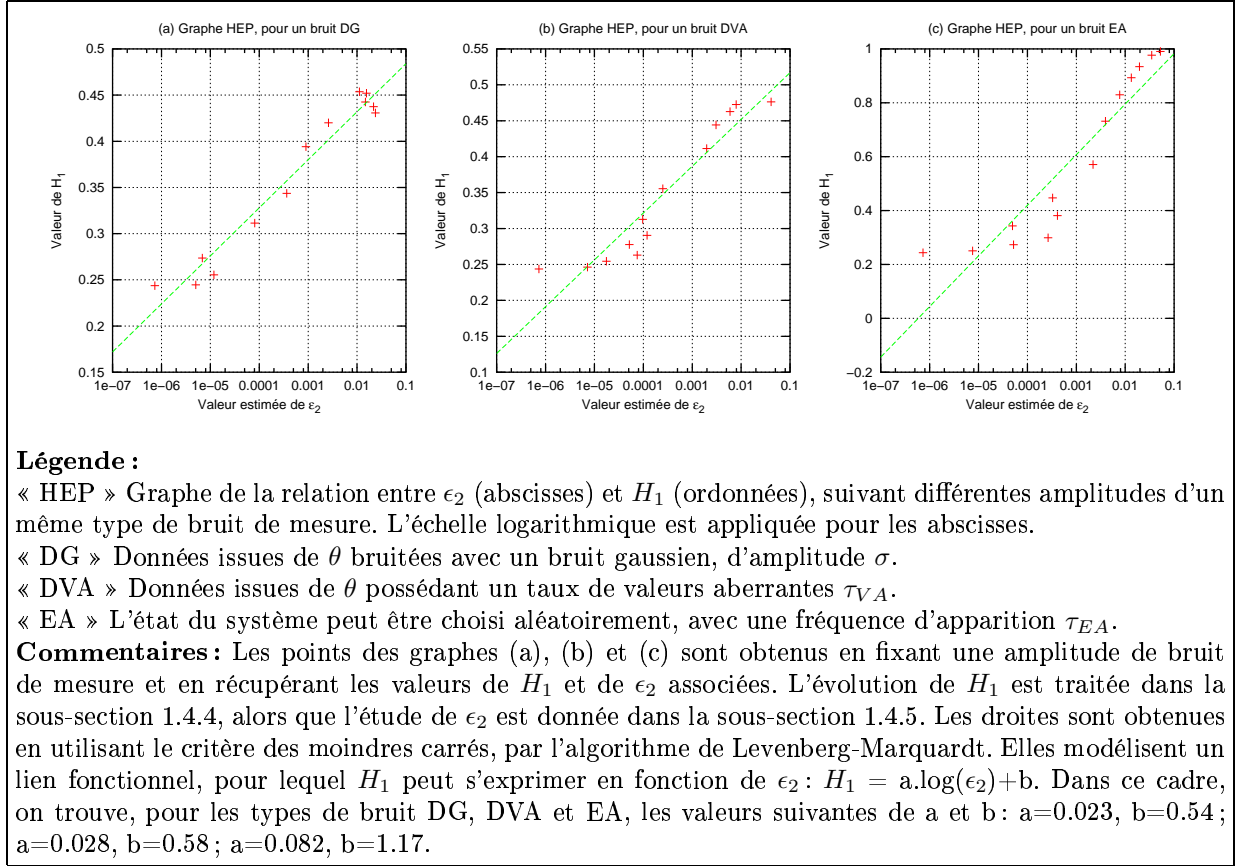 (a) Graphe HEP, pour un bruit DG
0.5
0.45
0.4
0.35
0.3
0.25
0.2
0.15
Valeur de H₁
1e−07 1e−06 1e−05 0.0001 0.001 0.01 0.1
Valeur estimée de ε₂
(b) Graphe HEP, pour un bruit DVA
0.55
0.5
0.45
0.4
0.35
0.3
0.25
0.2
0.15
0.1
Valeur de H₁
1e−07 1e−06 1e−05 0.0001 0.001 0.01 0.1
Valeur estimée de ε₂
(c) Graphe HEP, pour un bruit EA
1
0.8
0.6
0.4
0.2
0
−0.2
Valeur de H₁
1e−07 1e−06 1e−05 0.0001 0.001 0.01 0.1
Valeur estimée de ε₂
Légende :
« HEP » Graphe de la relation entre ϵ₂ (abscisses) et H₁ (ordonnées), suivant différentes amplitudes d'un
même type de bruit de mesure. L'échelle logarithmique est appliquée pour les abscisses.
« DG » Données issues de θ bruitées avec un bruit gaussien, d'amplitude σ.
« DVA » Données issues de θ possédant un taux de valeurs aberrantes τ_VA.
« EA » L'état du système peut être choisi aléatoirement, avec une fréquence d'apparition τ_EA.
Commentaires : Les points des graphes (a), (b) et (c) sont obtenus en fixant une amplitude de bruit
de mesure et en récupérant les valeurs de H₁ et de ϵ₂ associées. L'évolution de H₁ est traitée dans la
sous-section 1.4.4, alors que l'étude de ϵ₂ est donnée dans la sous-section 1.4.5. Les droites sont obtenues
en utilisant le critère des moindres carrés, par l'algorithme de Levenberg-Marquardt. Elles modélisent un
lien fonctionnel, pour lequel H₁ peut s'exprimer en fonction de ϵ₂ : H₁ = a.log(ϵ₂)+b. Dans ce cadre,
on trouve, pour les types de bruit DG, DVA et EA, les valeurs suivantes de a et b : a=0.023, b=0.54 ;
a=0.028, b=0.58 ; a=0.082, b=1.17.